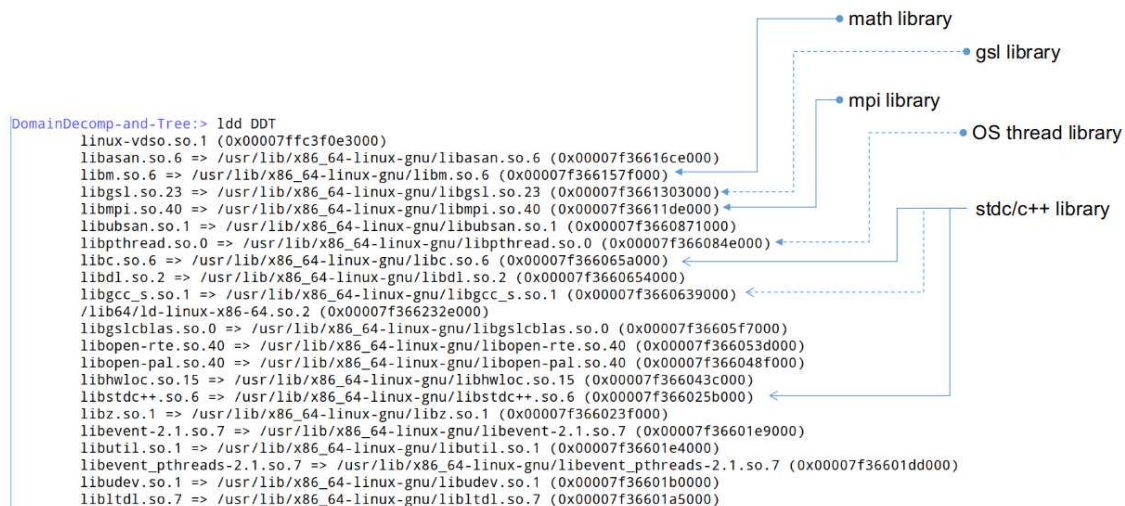 math library
gsl library
mpi library
OS thread library
stdc/c++ library
DomainDecomp-and-Tree:> ldd DDT
linux-vdso.so.1 (0x00007ffc3f0e3000)
libasan.so.6 => /usr/lib/x86_64-linux-gnu/libasan.so.6 (0x00007f36616ce000)
libm.so.6 => /usr/lib/x86_64-linux-gnu/libm.so.6 (0x00007f366157f000)
libgsl.so.23 => /usr/lib/x86_64-linux-gnu/libgsl.so.23 (0x00007f3661303000)
libmpi.so.40 => /usr/lib/x86_64-linux-gnu/libmpi.so.40 (0x00007f36611de000)
libubsan.so.1 => /usr/lib/x86_64-linux-gnu/libubsan.so.1 (0x00007f3660871000)
libpthread.so.0 => /usr/lib/x86_64-linux-gnu/libpthread.so.0 (0x00007f366084e000)
libc.so.6 => /usr/lib/x86_64-linux-gnu/libc.so.6 (0x00007f366065a000)
libdl.so.2 => /usr/lib/x86_64-linux-gnu/libdl.so.2 (0x00007f3660654000)
libgcc_s.so.1 => /usr/lib/x86_64-linux-gnu/libgcc_s.so.1 (0x00007f3660639000)
/lib64/ld-linux-x86-64.so.2 (0x00007f366232e000)
libgslcblas.so.0 => /usr/lib/x86_64-linux-gnu/libgslcblas.so.0 (0x00007f36605f7000)
libopen-rte.so.40 => /usr/lib/x86_64-linux-gnu/libopen-rte.so.40 (0x00007f366053d000)
libopen-pal.so.40 => /usr/lib/x86_64-linux-gnu/libopen-pal.so.40 (0x00007f366048f000)
libhwloc.so.15 => /usr/lib/x86_64-linux-gnu/libhwloc.so.15 (0x00007f366043c000)
libstdc++.so.6 => /usr/lib/x86_64-linux-gnu/libstdc++.so.6 (0x00007f366025b000)
libz.so.1 => /usr/lib/x86_64-linux-gnu/libz.so.1 (0x00007f366023f000)
libevent-2.1.so.7 => /usr/lib/x86_64-linux-gnu/libevent-2.1.so.7 (0x00007f36601e9000)
libutil.so.1 => /usr/lib/x86_64-linux-gnu/libutil.so.1 (0x00007f36601e4000)
libevent_pthreads-2.1.so.7 => /usr/lib/x86_64-linux-gnu/libevent_pthreads-2.1.so.7 (0x00007f36601dd000)
libudev.so.1 => /usr/lib/x86_64-linux-gnu/libudev.so.1 (0x00007f36601b0000)
libltdl.so.7 => /usr/lib/x86_64-linux-gnu/libltdl.so.7 (0x00007f36601a5000)